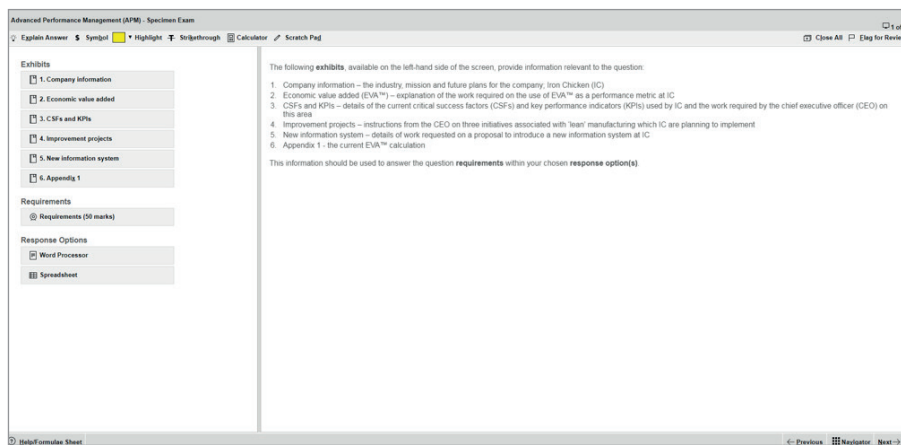 Advanced Performance Management (APM) - Specimen Exam
1 of
Explain Answer $ Symbol Highlight T Strikethrough Calculator Scratch Pad
Close All Flag for Revie
Exhibits
1. Company information
2. Economic value added
3. CSFs and KPIs
4. Improvement projects
5. New information system
6. Appendix 1
Requirements
Requirements (50 marks)
Response Options
Word Processor
Spreadsheet
The following exhibits, available on the left-hand side of the screen, provide information relevant to the question:
1. Company information – the industry, mission and future plans for the company, Iron Chicken (IC)
2. Economic value added (EVA™) – explanation of the work required on the use of EVA™ as a performance metric at IC
3. CSFs and KPIs – details of the current critical success factors (CSFs) and key performance indicators (KPIs) used by IC and the work required by the chief executive officer (CEO) on
this area
4. Improvement projects – instructions from the CEO on three initiatives associated with 'lean' manufacturing which IC are planning to implement
5. New information system – details of work requested on a proposal to introduce a new information system at IC
6. Appendix 1 - the current EVA™ calculation
This information should be used to answer the question requirements within your chosen response option(s).
Help/Formulae Sheet
Previous Navigator Next